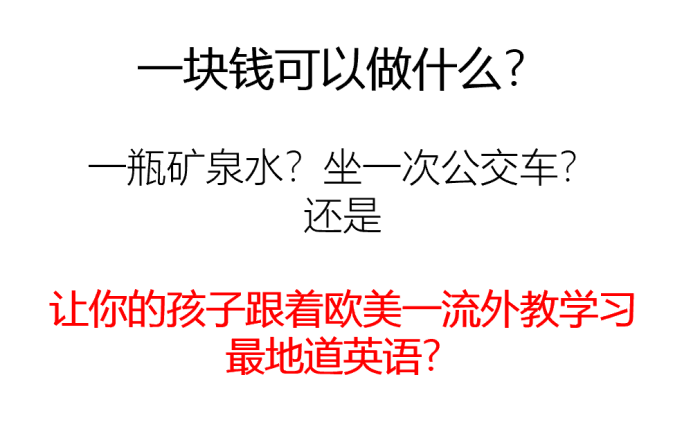 一块钱可以做什么?
一瓶矿泉水? 坐一次公交车?
还是
让你的孩子跟着欧美一流外教学习
最地道英语?